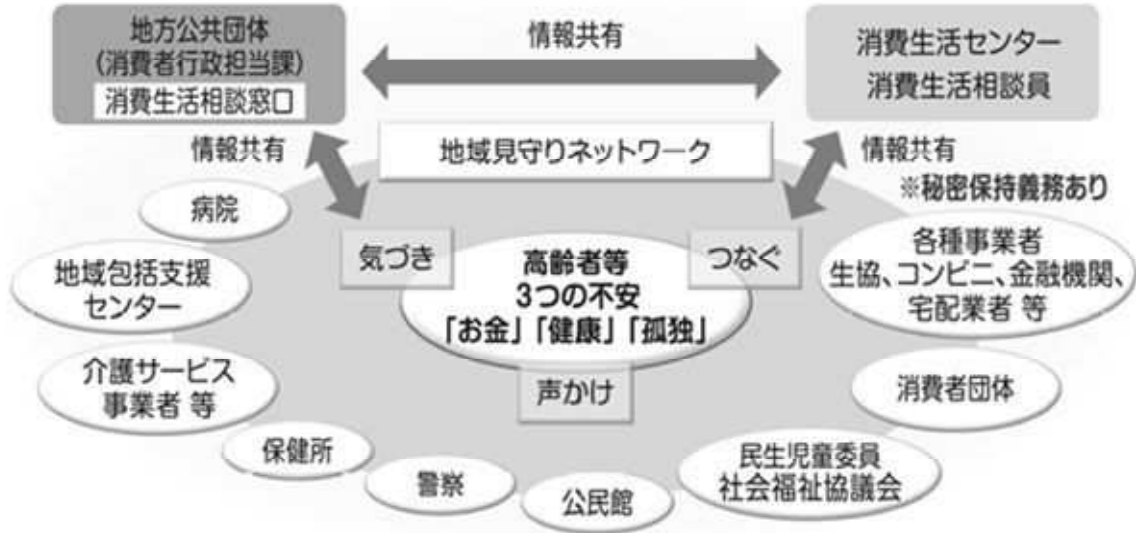 地方公共団体
(消費者行政担当課)
消費生活相談窓口
情報共有
消費生活センター
消費生活相談員
情報共有
地域見守りネットワーク
情報共有
※秘密保持義務あり
病院
気づき
高齢者等
3つの不安
「お金」「健康」「孤独」
つなぐ
各種事業者
生協、コンビニ、金融機関、
宅配業者 等
地域包括支援
センター
介護サービス
事業者 等
声かけ
消費者団体
保健所
警察
公民館
民生児童委員
社会福祉協議会